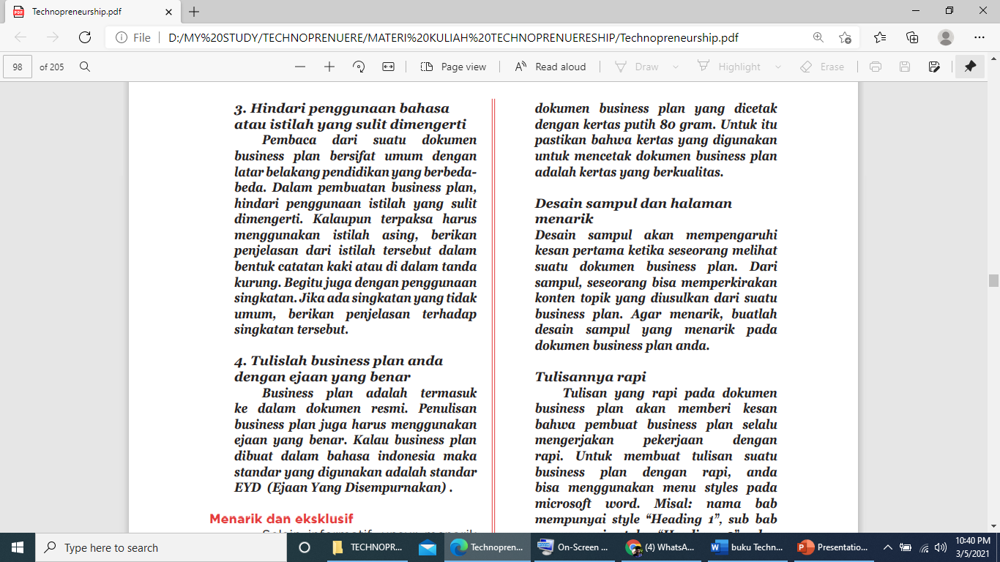 Technopreneurship.pdf
File
D:/MY%20STUDY/TECHNOPRENUERE/MATERI%20KULIAH%20TECHNOPRENUERESHIP/Technopreneurship.pdf
98 of 205
Page view
Read aloud
Draw
Highlight
Erase
3. Hindari penggunaan bahasa
atau istilah yang sulit dimengerti
Pembaca dari suatu dokumen
business plan bersifat umum dengan
latar belakang pendidikan yang berbeda-
beda. Dalam pembuatan business plan,
hindari penggunaan istilah yang sulit
dimengerti. Kalaupun terpaksa harus
menggunakan istilah asing, berikan
penjelasan dari istilah tersebut dalam
bentuk catatan kaki atau di dalam tanda
kurung. Begitu juga dengan penggunaan
singkatan. Jika ada singkatan yang tidak
umum, berikan penjelasan terhadap
singkatan tersebut.
4. Tulislah business plan anda
dengan ejaan yang benar
Business plan adalah termasuk
ke dalam dokumen resmi. Penulisan
business plan juga harus menggunakan
ejaan yang benar. Kalau business plan
dibuat dalam bahasa indonesia maka
standar yang digunakan adalah standar
EYD (Ejaan Yang Disempurnakan) .
Menarik dan eksklusif
dokumen business plan yang dicetak
dengan kertas putih 80 gram. Untuk itu
pastikan bahwa kertas yang digunakan
untuk mencetak dokumen business plan
adalah kertas yang berkualitas.
Desain sampul dan halaman
menarik
Desain sampul akan mempengaruhi
kesan pertama ketika seseorang melihat
suatu dokumen business plan. Dari
sampul, seseorang bisa memperkirakan
konten topik yang diusulkan dari suatu
business plan. Agar menarik, buatlah
desain sampul yang menarik pada
dokumen business plan anda.
Tulisannya rapi
Tulisan yang rapi pada dokumen
business plan akan memberi kesan
bahwa pembuat business plan selalu
mengerjakan pekerjaan dengan
rapi. Untuk membuat tulisan suatu
business plan dengan rapi, anda
bisa menggunakan menu styles pada
microsoft word. Misal: nama bab
mempunyai style “Heading 1”, sub bab
Type here to search
TECHNOPR...
Technopren...
On-Screen ...
(4) WhatsA...
buku Techn...
Presentatio...
10:40 PM
3/5/2021